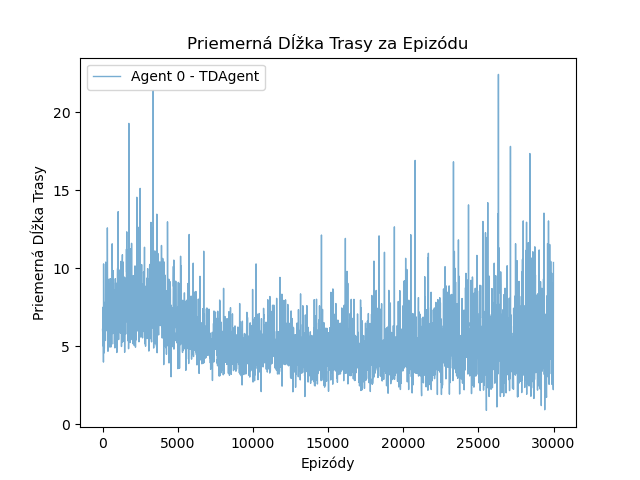 Priemerná Dĺžka Trasy za Epizódu
Agent 0 - TDAgent
Priemerná Dĺžka Trasy
20
15
10
5
0
0 5000 10000 15000 20000 25000 30000
Epizódy